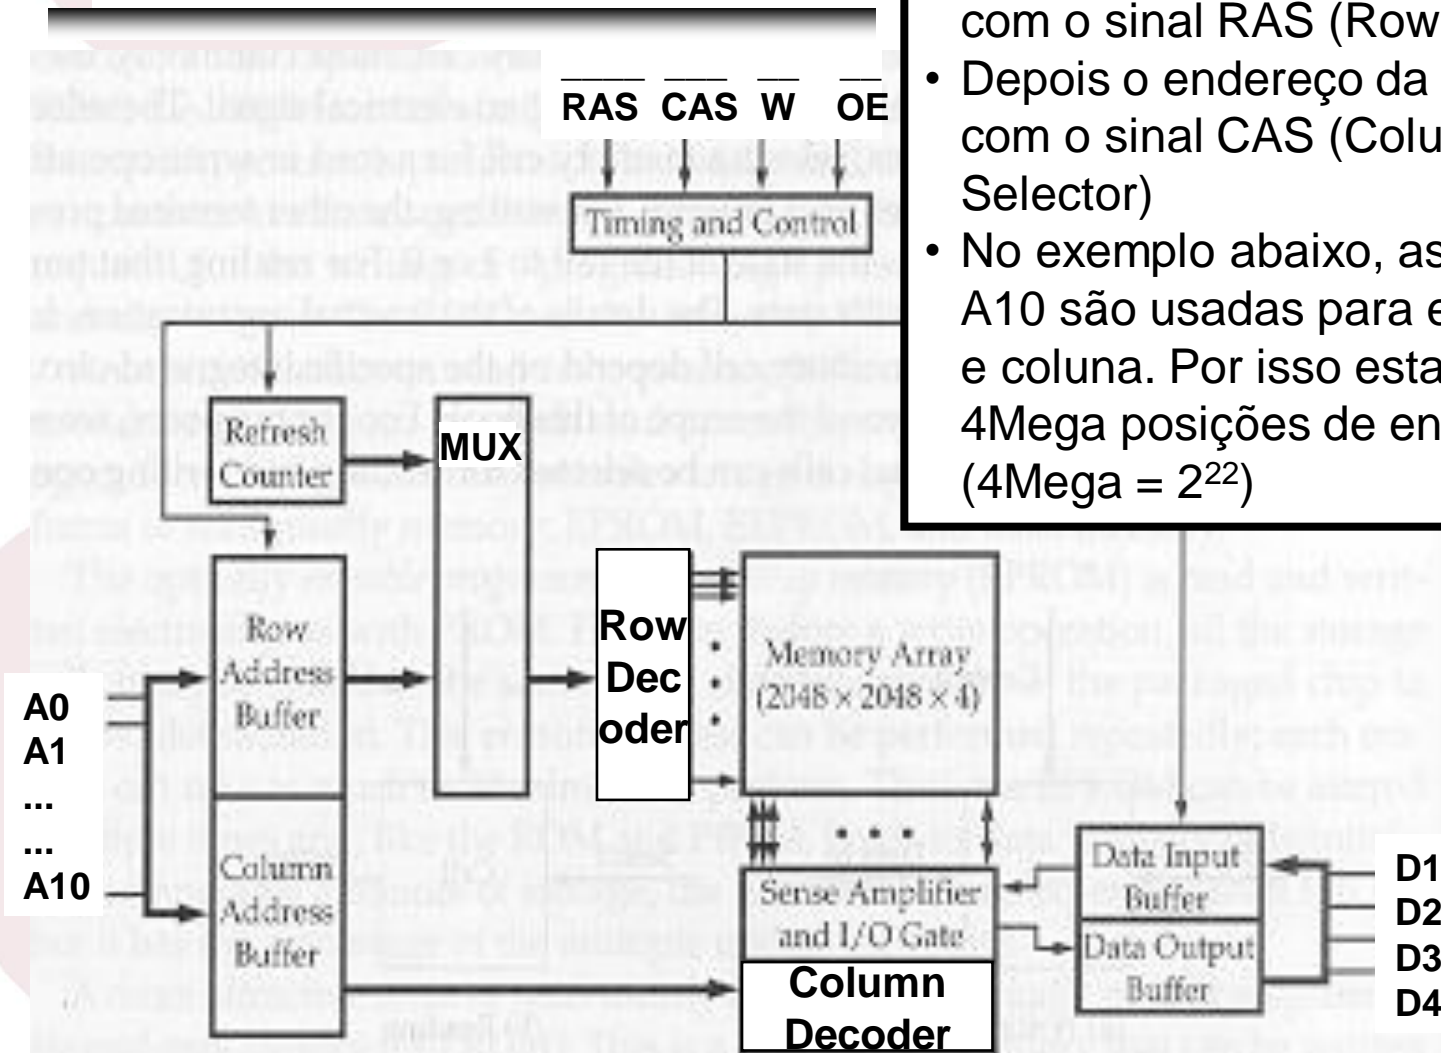 com o sinal RAS (Row
• Depois o endereço da
com o sinal CAS (Colu
Selector)
• No exemplo abaixo, as
A10 são usadas para e
e coluna. Por isso esta
4Mega posições de en
(4Mega = 2²²)
RAS CAS W OE
Timing and Control
Refresh
Counter
MUX
Row
Address
Buffer
Column
Address
Buffer
A0
A1
...
...
A10
Row
Dec
oder
Memory Array
(2048 × 2048 × 4)
Sense Amplifier
and I/O Gate
Column
Decoder
Data Input
Buffer
Data Output
Buffer
D1
D2
D3
D4